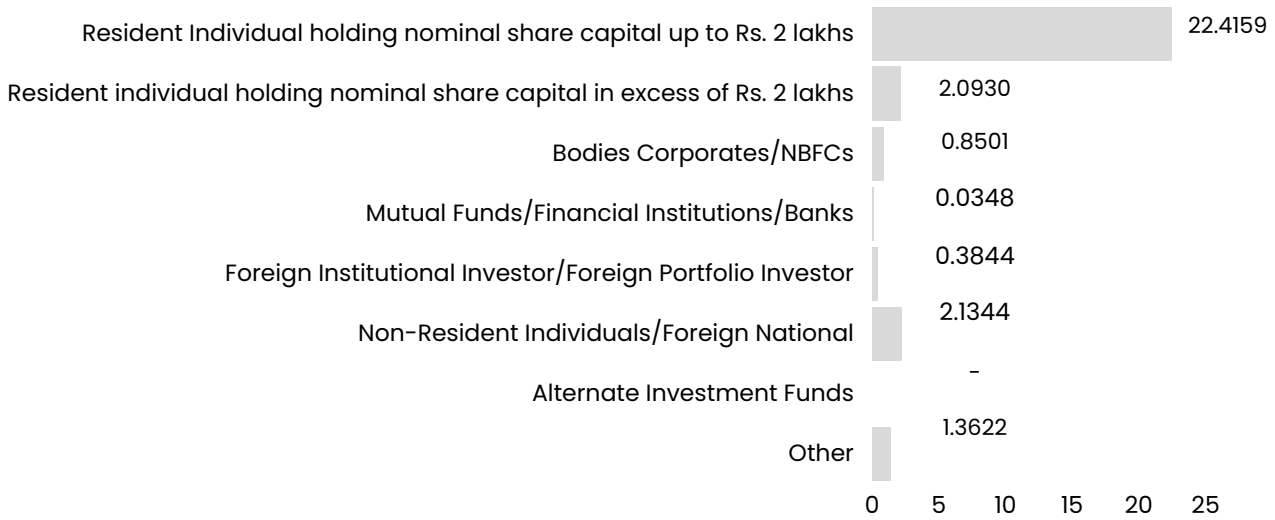 Resident Individual holding nominal share capital up to Rs. 2 lakhs 22.4159
Resident individual holding nominal share capital in excess of Rs. 2 lakhs 2.0930
Bodies Corporates/NBFCs 0.8501
Mutual Funds/Financial Institutions/Banks 0.0348
Foreign Institutional Investor/Foreign Portfolio Investor 0.3844
Non-Resident Individuals/Foreign National 2.1344
Alternate Investment Funds -
Other 1.3622
0 5 10 15 20 25